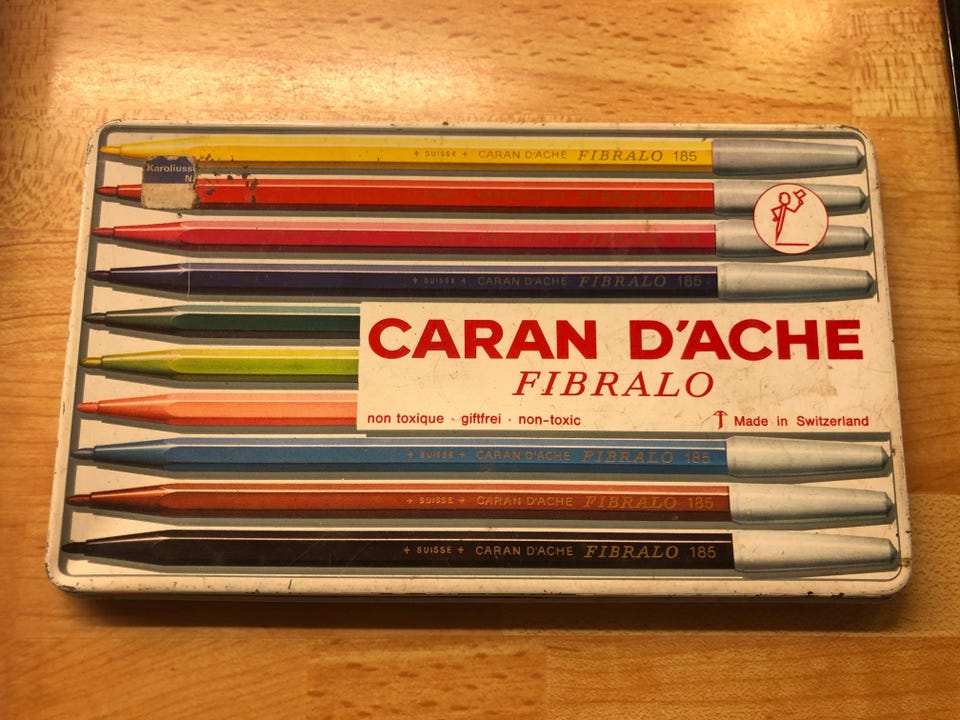 + SUISSE + CARAN D'ACHE FIBRALO 185
Karoliuss
N
+ SUISSE + CARAN D'ACHE FIBRALO 185
CARAN D'ACHE
FIBRALO
non toxique · giftfrei · non-toxic
Made in Switzerland
+ SUISSE + CARAN D'ACHE FIBRALO 185
+ SUISSE + CARAN D'ACHE FIBRALO 185
+ SUISSE + CARAN D'ACHE FIBRALO 185